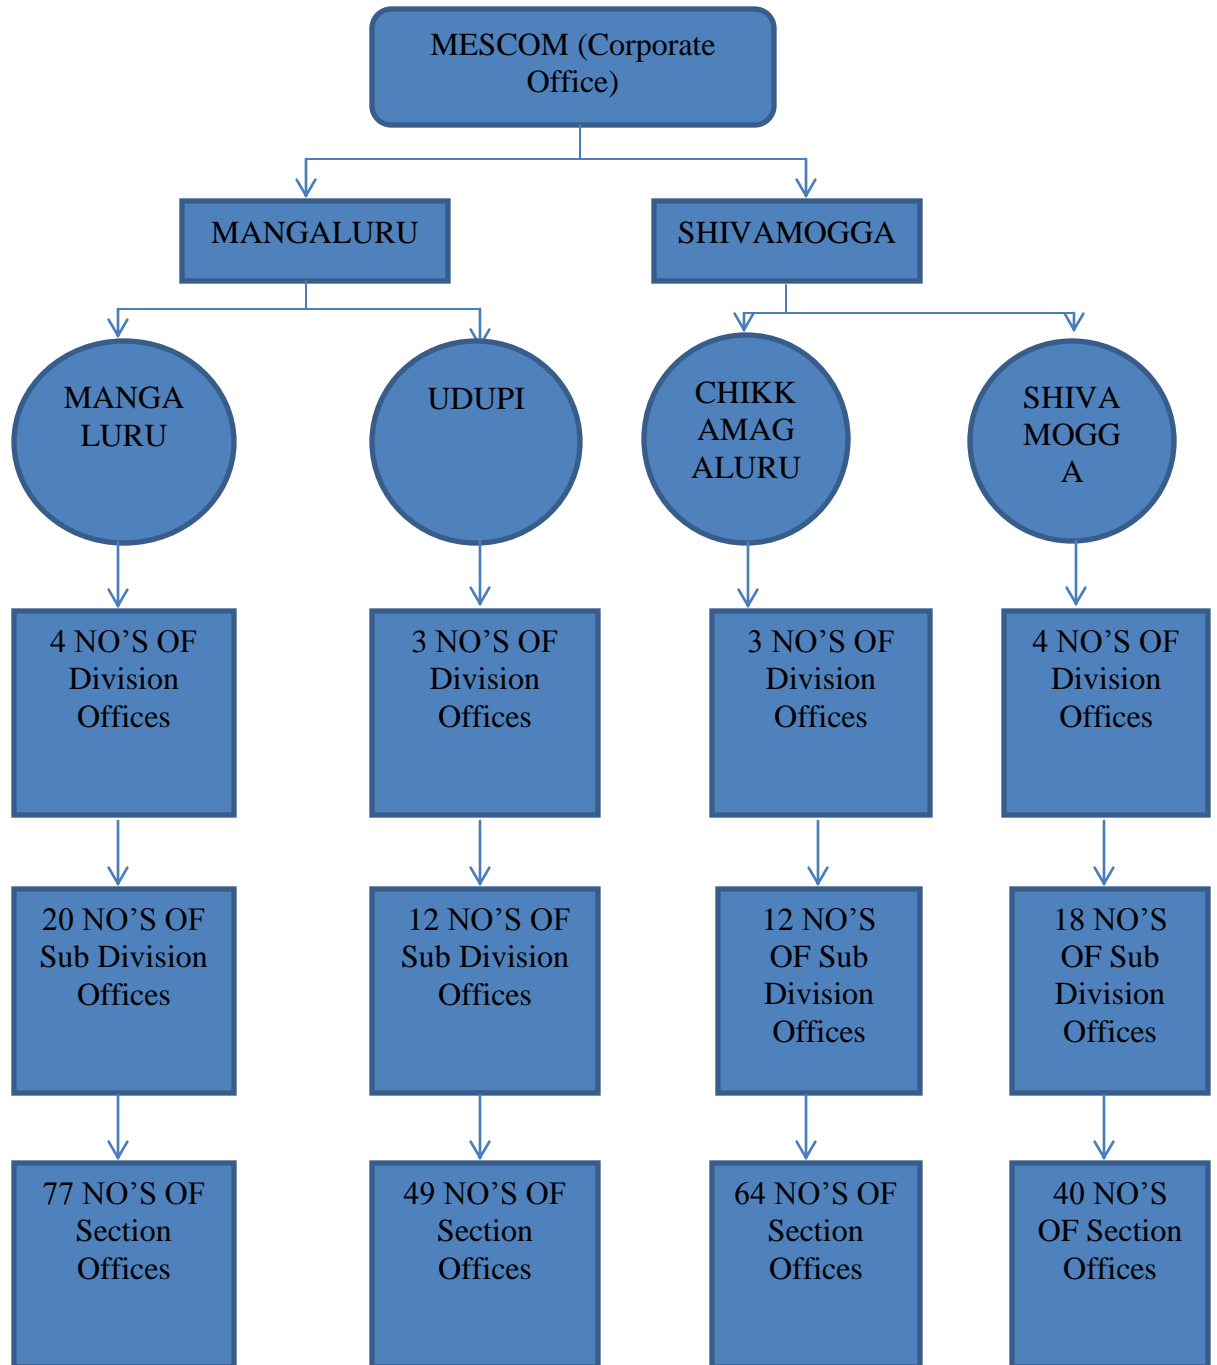 MESCOM (Corporate
Office)
MANGALURU
SHIVAMOGGA
MANGA
LURU
UDUPI
CHIKK
AMAG
ALURU
SHIVA
MOGG
A
4 NO’S OF
Division
Offices
3 NO’S OF
Division
Offices
3 NO’S OF
Division
Offices
4 NO’S OF
Division
Offices
20 NO’S OF
Sub Division
Offices
12 NO’S OF
Sub Division
Offices
12 NO’S
OF Sub
Division
Offices
18 NO’S
OF Sub
Division
Offices
77 NO’S OF
Section
Offices
49 NO’S OF
Section
Offices
64 NO’S OF
Section
Offices
40 NO’S
OF Section
Offices